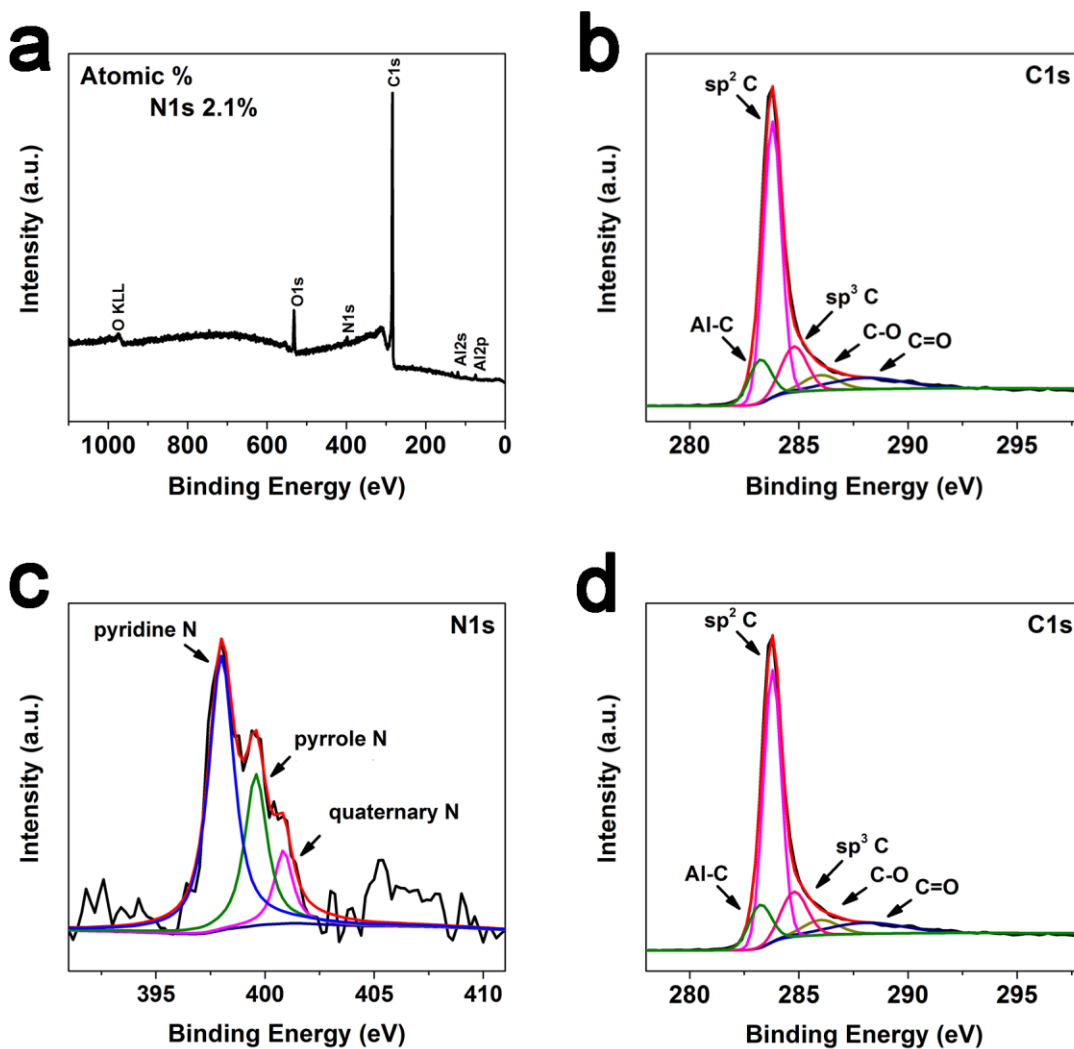 a
Atomic %
N1s 2.1%
C1s
O KLL
O1s
N1s
Al2s
Al2p
Intensity (a.u.)
1000 800 600 400 200 0
Binding Energy (eV)
b
C1s
sp² C
Al-C
sp³ C
C-O
C=O
Intensity (a.u.)
280 285 290 295
Binding Energy (eV)
c
N1s
pyridine N
pyrrole N
quaternary N
Intensity (a.u.)
395 400 405 410
Binding Energy (eV)
d
C1s
sp² C
Al-C
sp³ C
C-O
C=O
Intensity (a.u.)
280 285 290 295
Binding Energy (eV)